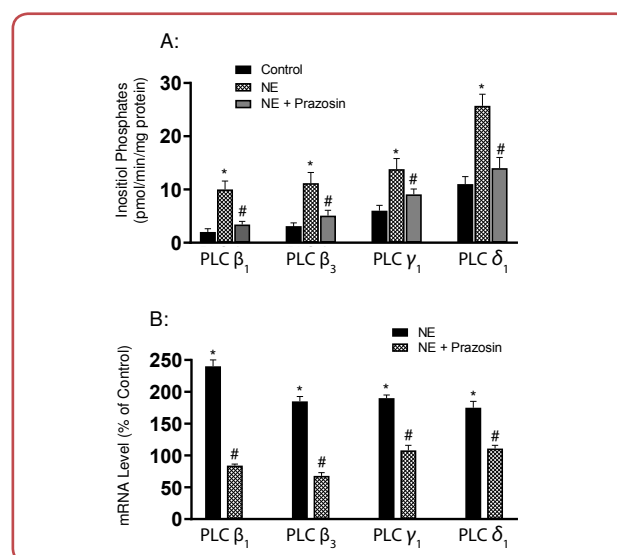 A:
Control
NE
NE + Prazosin
Inositiol Phosphates
(pmol/min/mg protein)
30
20
10
0
*
#
*
#
*
#
*
#
PLC β₁ PLC β₃ PLC γ₁ PLC δ₁
B:
NE
NE + Prazosin
mRNA Level (% of Control)
250
200
150
100
50
0
*
#
*
#
*
#
*
#
PLC β₁ PLC β₃ PLC γ₁ PLC δ₁